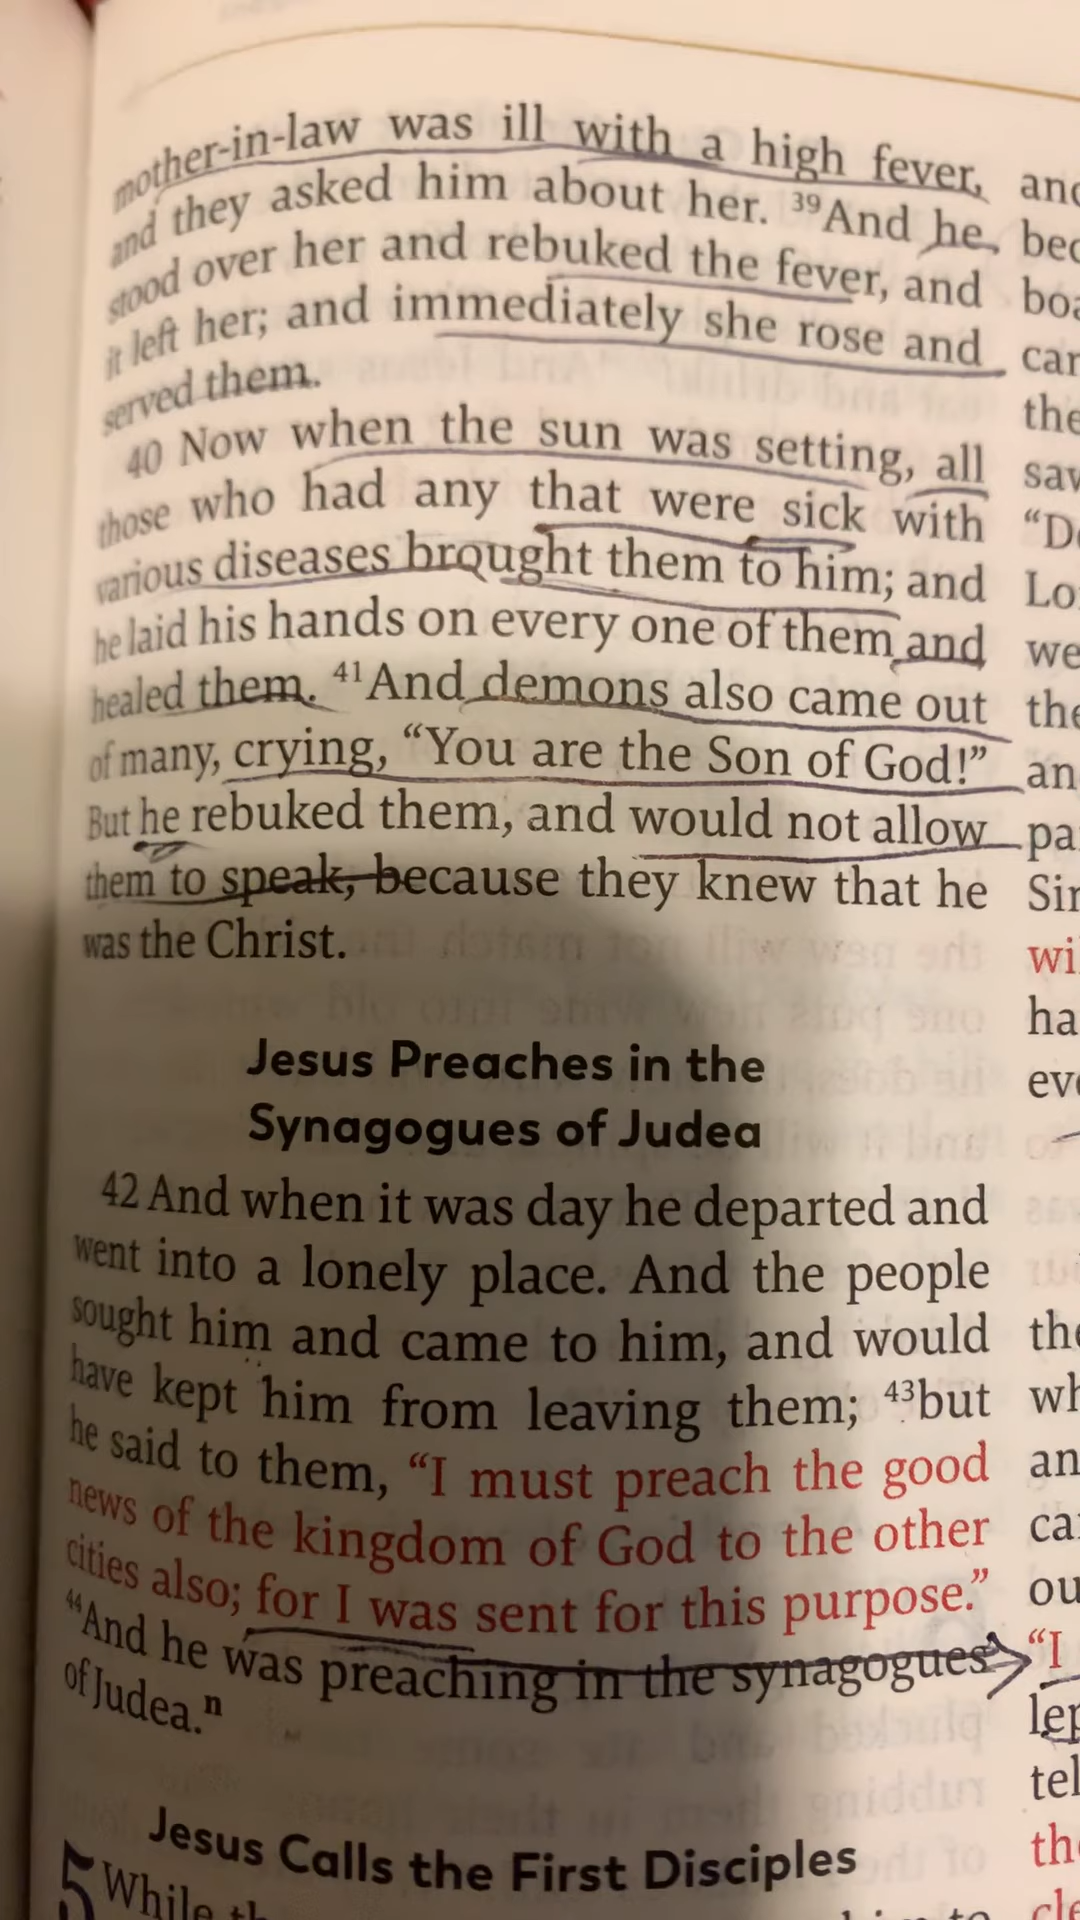 mother-in-law was ill with a high fever,
and they asked him about her. ³⁹And he
stood over her and rebuked the fever, and
it left her; and immediately she rose and
served them.
40 Now when the sun was setting, all
those who had any that were sick with
various diseases brought them to him; and
he laid his hands on every one of them and
healed them. ⁴¹And demons also came out
of many, crying, “You are the Son of God!”
But he rebuked them, and would not allow
them to speak, because they knew that he
was the Christ.
Jesus Preaches in the
Synagogues of Judea
42 And when it was day he departed and
went into a lonely place. And the people
sought him and came to him, and would
have kept him from leaving them; ⁴³but
he said to them, “I must preach the good
news of the kingdom of God to the other
cities also; for I was sent for this purpose.”
⁴⁴And he was preaching in the synagogues
of Judea.ⁿ
Jesus Calls the First Disciples
5 While
to
“I